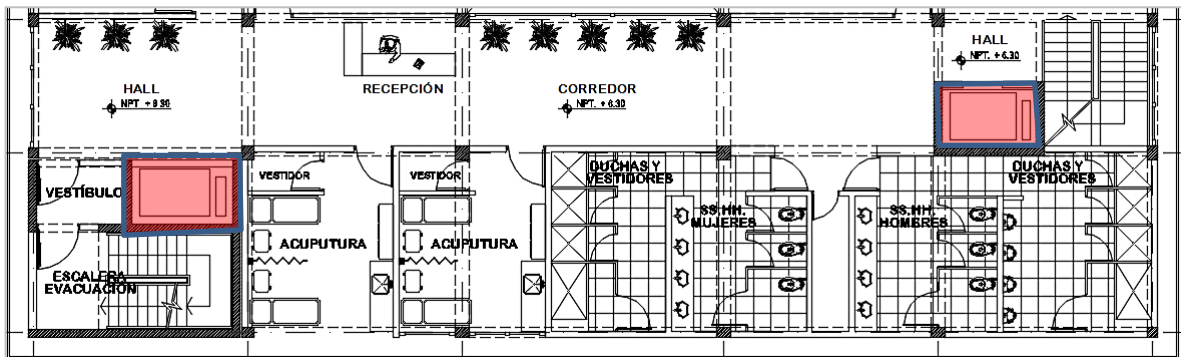 HALL
NPT. + 6.30
HALL
NPT + 6.30
RECEPCIÓN
CORREDOR
NPT. + 6.30
VESTÍBULO
VESTIDOR
VESTIDOR
DUCHAS Y
VESTIDORES
DUCHAS Y
VESTIDORES
SS.HH.
MUJERES
SS.HH.
HOMBRES
ACUPUTURA
ACUPUTURA
ESCALERA
EVACUACIÓN